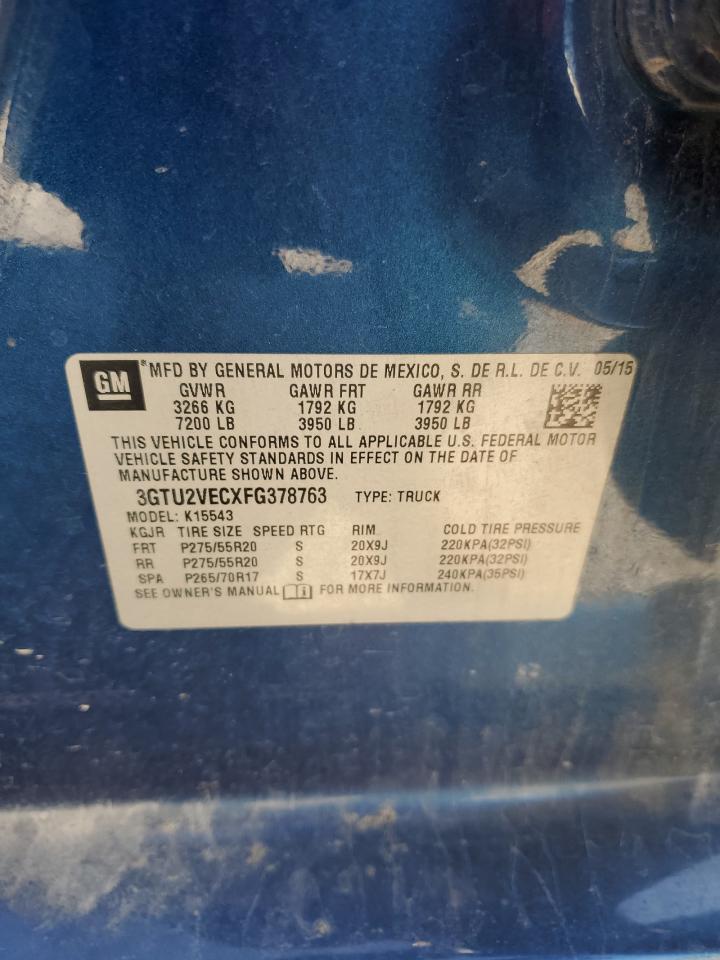 GM ® MFD BY GENERAL MOTORS DE MEXICO, S. DE R.L. DE C.V. 05/15
GVWR GAWR FRT GAWR RR
3266 KG 1792 KG 1792 KG
7200 LB 3950 LB 3950 LB
THIS VEHICLE CONFORMS TO ALL APPLICABLE U.S. FEDERAL MOTOR
VEHICLE SAFETY STANDARDS IN EFFECT ON THE DATE OF
MANUFACTURE SHOWN ABOVE.
3GTU2VECXFG378763 TYPE: TRUCK
MODEL: K15543
KGJR TIRE SIZE SPEED RTG RIM COLD TIRE PRESSURE
FRT P275/55R20 S 20X9J 220KPA(32PSI)
RR P275/55R20 S 20X9J 220KPA(32PSI)
SPA P265/70R17 S 17X7J 240KPA(35PSI)
SEE OWNER'S MANUAL FOR MORE INFORMATION.